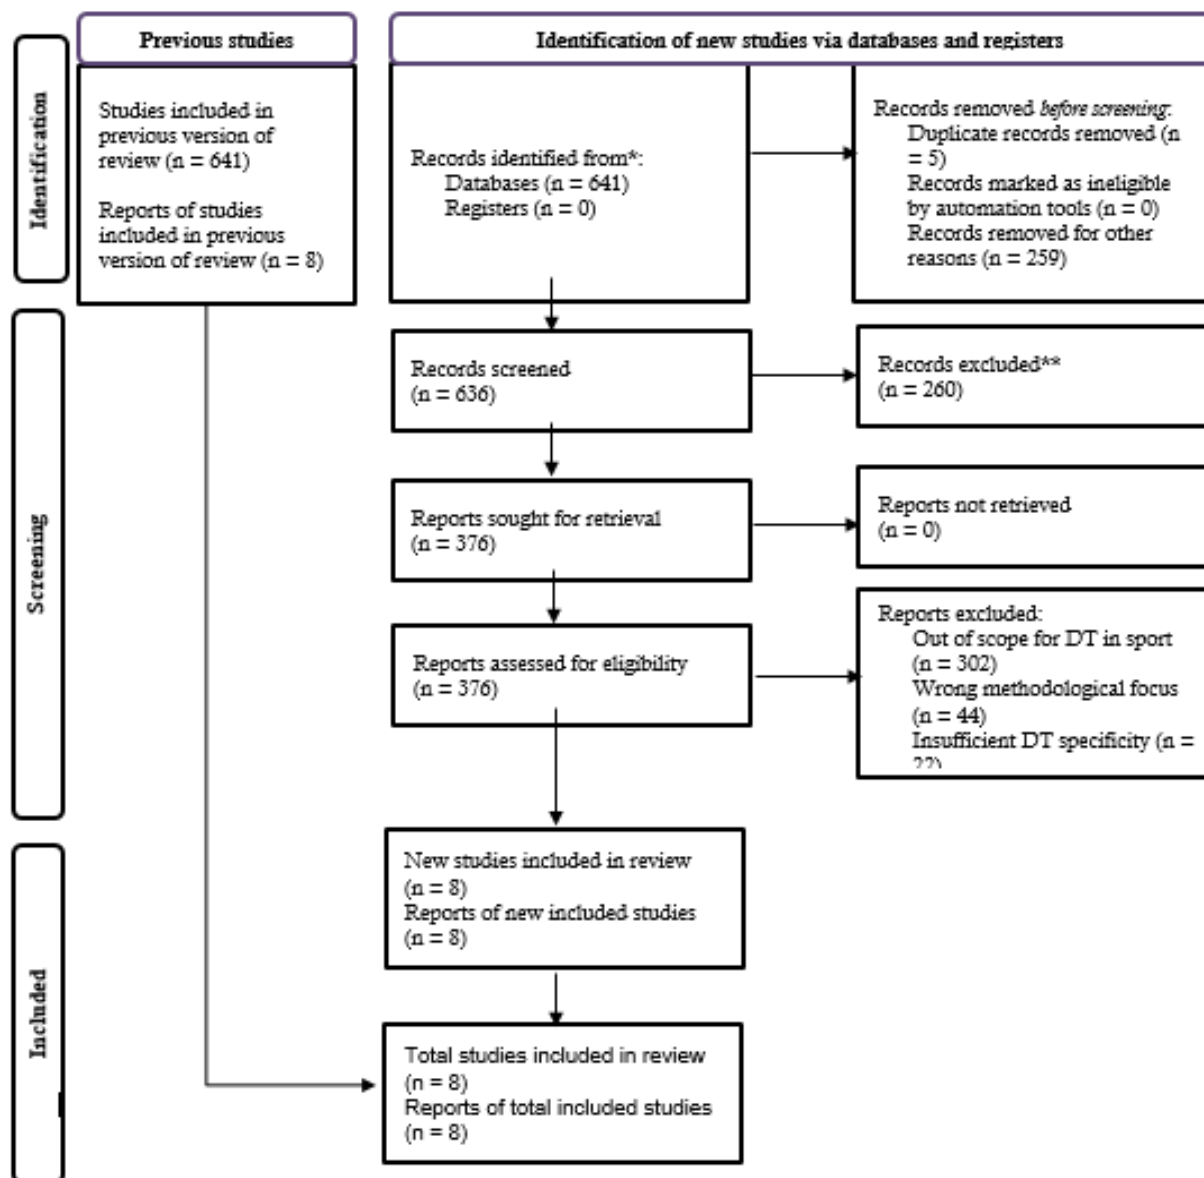 Previous studies
Identification of new studies via databases and registers
Identification
Studies included in
previous version of
review (n = 641)
Reports of studies
included in previous
version of review (n = 8)
Records identified from*:
Databases (n = 641)
Registers (n = 0)
Records removed before screening:
Duplicate records removed (n
= 5)
Records marked as ineligible
by automation tools (n = 0)
Records removed for other
reasons (n = 259)
Screening
Records screened
(n = 636)
Records excluded**
(n = 260)
Reports sought for retrieval
(n = 376)
Reports not retrieved
(n = 0)
Reports assessed for eligibility
(n = 376)
Reports excluded:
Out of scope for DT in sport
(n = 302)
Wrong methodological focus
(n = 44)
Insufficient DT specificity (n =
Included
New studies included in review
(n = 8)
Reports of new included studies
(n = 8)
Total studies included in review
(n = 8)
Reports of total included studies
(n = 8)